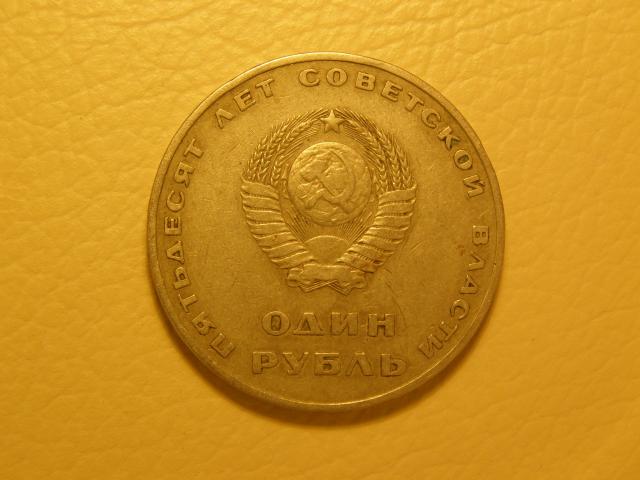 ПЯТЬДЕСЯТ ЛЕТ СОВЕТСКОЙ ВЛАСТИ
ОДИН
РУБЛЬ